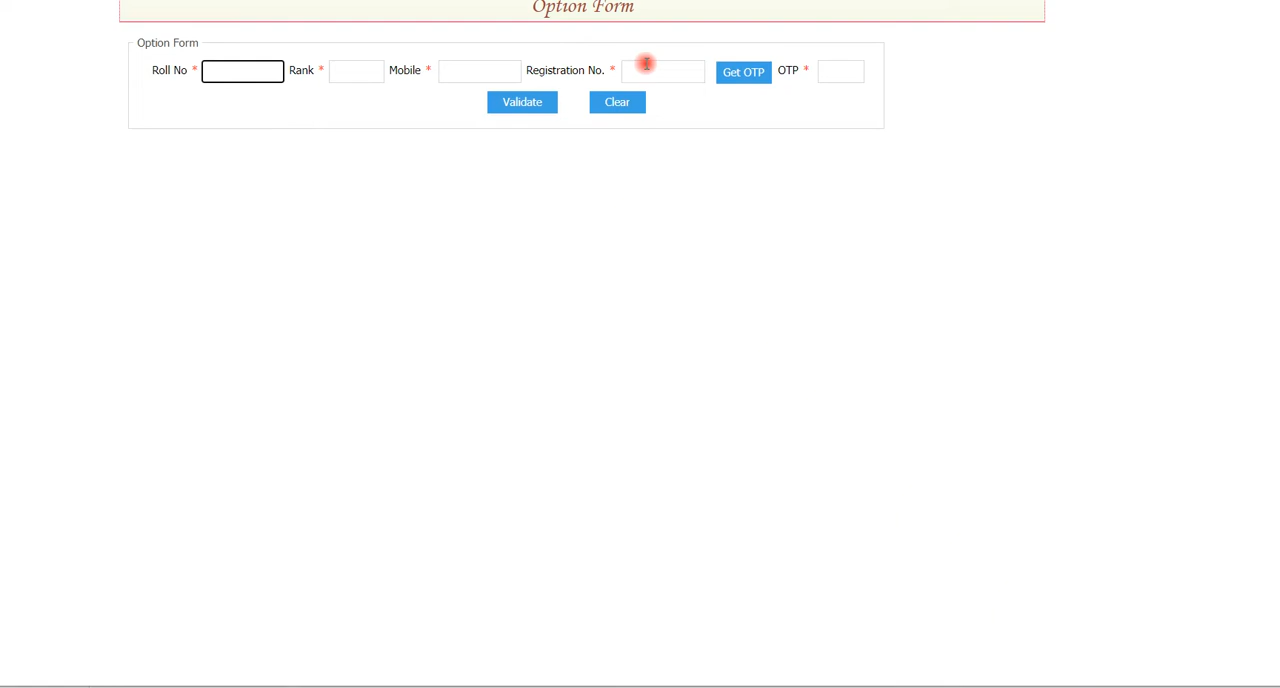 Option Form
Option Form
Roll No * Rank * Mobile * Registration No. * Get OTP OTP *
Validate Clear